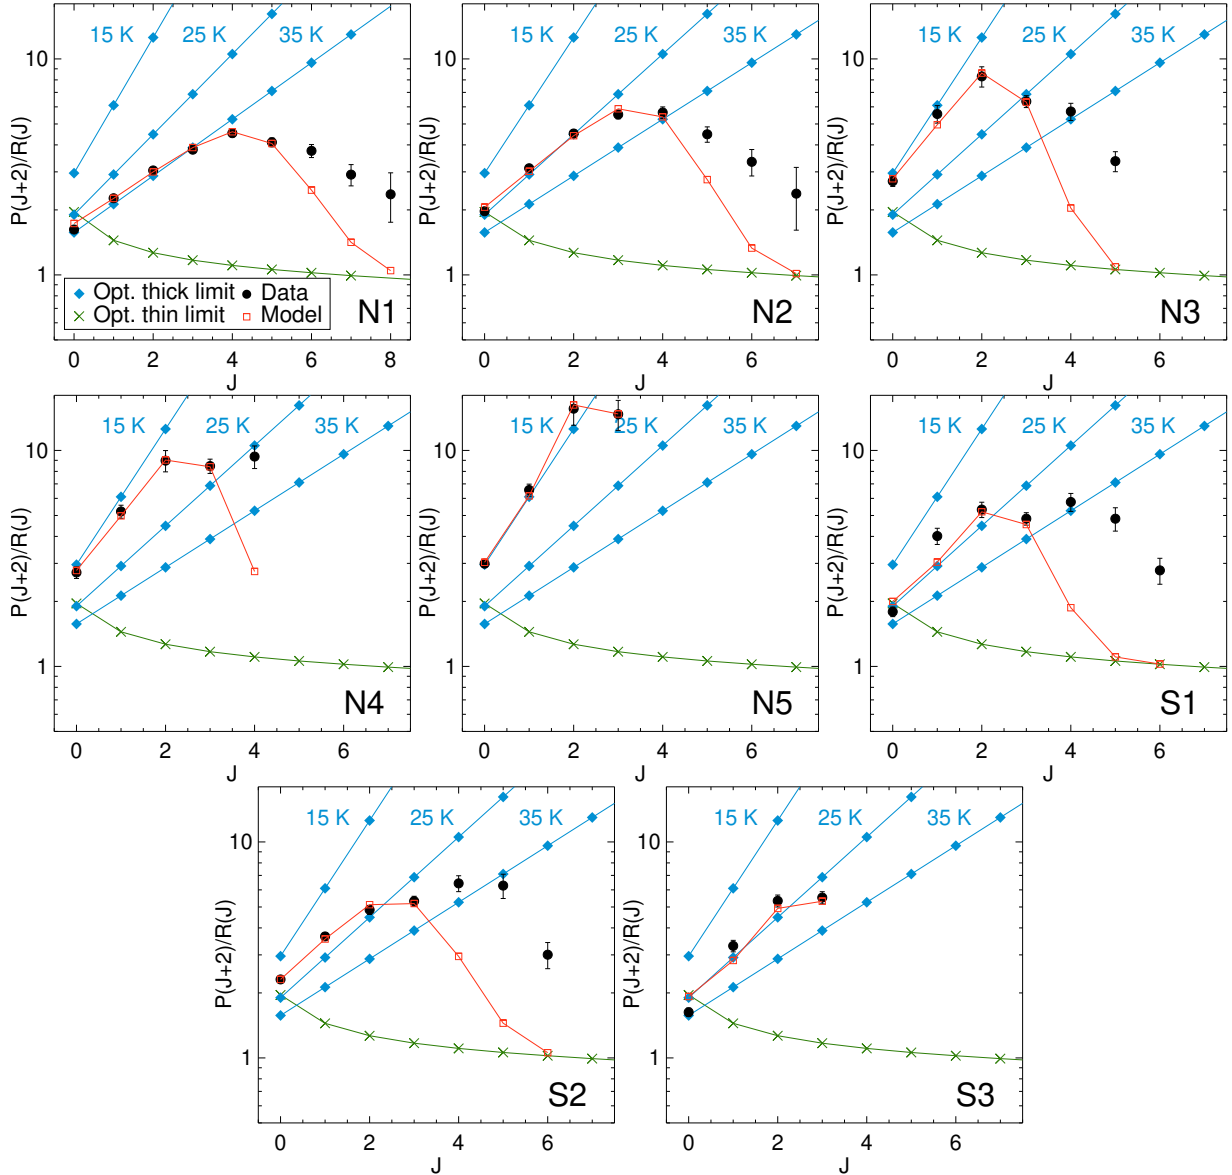 15 K 25 K 35 K
10
1
P(J+2)/R(J)
Opt. thick limit Data
Opt. thin limit Model
N1
0 2 4 6 8
J
15 K 25 K 35 K
10
1
P(J+2)/R(J)
N2
0 2 4 6
J
15 K 25 K 35 K
10
1
P(J+2)/R(J)
N3
0 2 4 6
J
15 K 25 K 35 K
10
1
P(J+2)/R(J)
N4
0 2 4 6
J
15 K 25 K 35 K
10
1
P(J+2)/R(J)
N5
0 2 4 6
J
15 K 25 K 35 K
10
1
P(J+2)/R(J)
S1
0 2 4 6
J
15 K 25 K 35 K
10
1
P(J+2)/R(J)
S2
0 2 4 6
J
15 K 25 K 35 K
10
1
P(J+2)/R(J)
S3
0 2 4 6
J